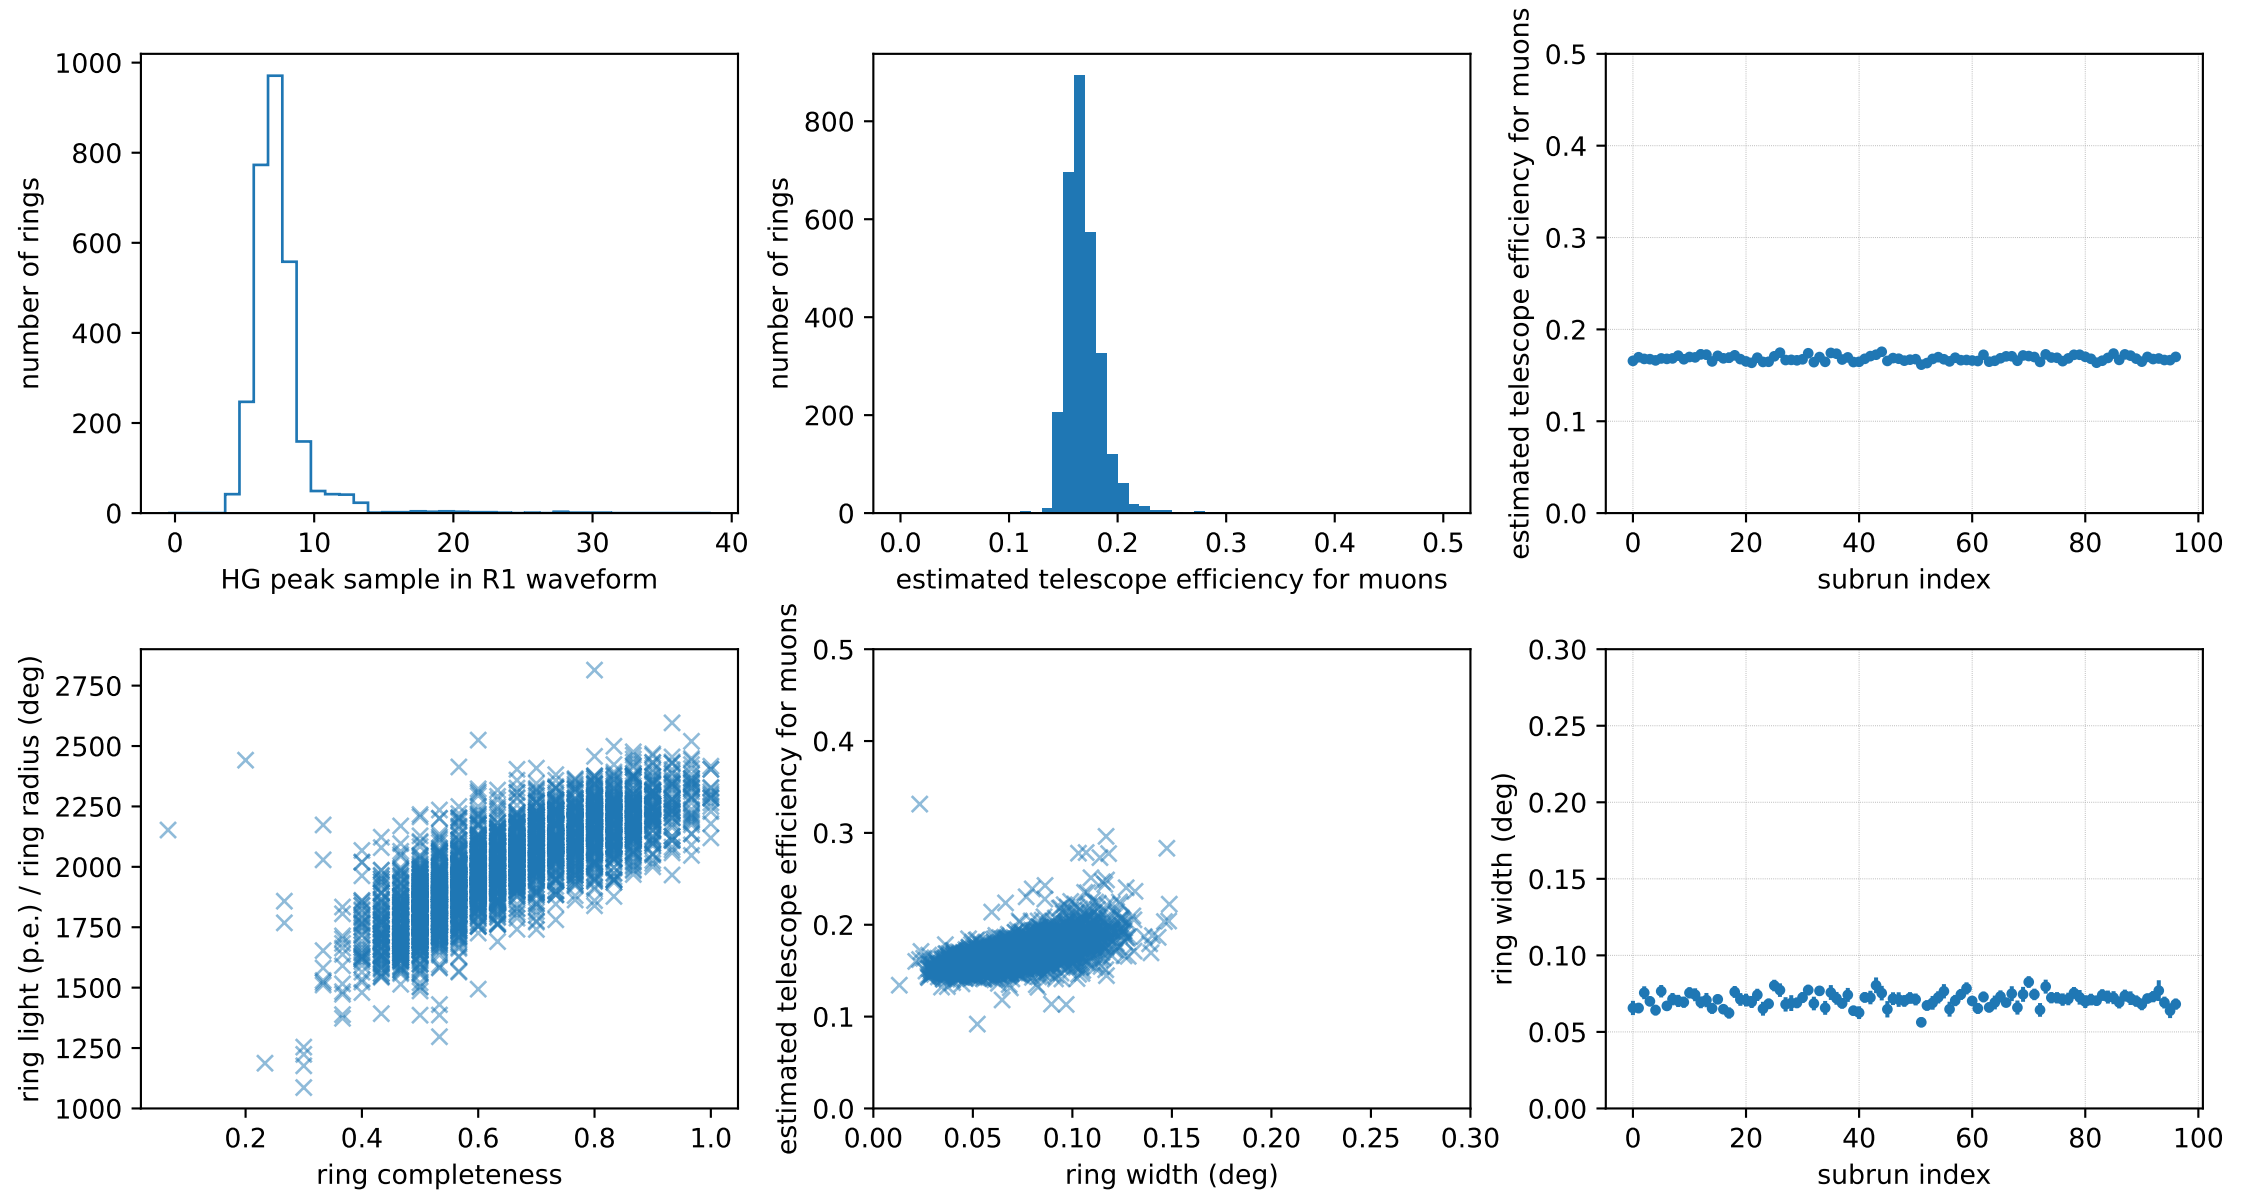 1000
800
600
400
200
0
number of rings
0 10 20 30 40
HG peak sample in R1 waveform
800
600
400
200
0
number of rings
0.0 0.1 0.2 0.3 0.4 0.5
estimated telescope efficiency for muons
0.5
0.4
0.3
0.2
0.1
0.0
estimated telescope efficiency for muons
0 20 40 60 80 100
subrun index
2750
2500
2250
2000
1750
1500
1250
1000
ring light (p.e.) / ring radius (deg)
0.2 0.4 0.6 0.8 1.0
ring completeness
0.5
0.4
0.3
0.2
0.1
0.0
estimated telescope efficiency for muons
0.00 0.05 0.10 0.15 0.20 0.25 0.30
ring width (deg)
0.30
0.25
0.20
0.15
0.10
0.05
0.00
ring width (deg)
0 20 40 60 80 100
subrun index